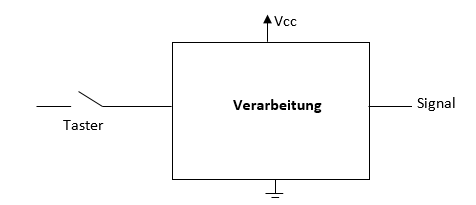 Vcc
Verarbeitung
Signal
Taster